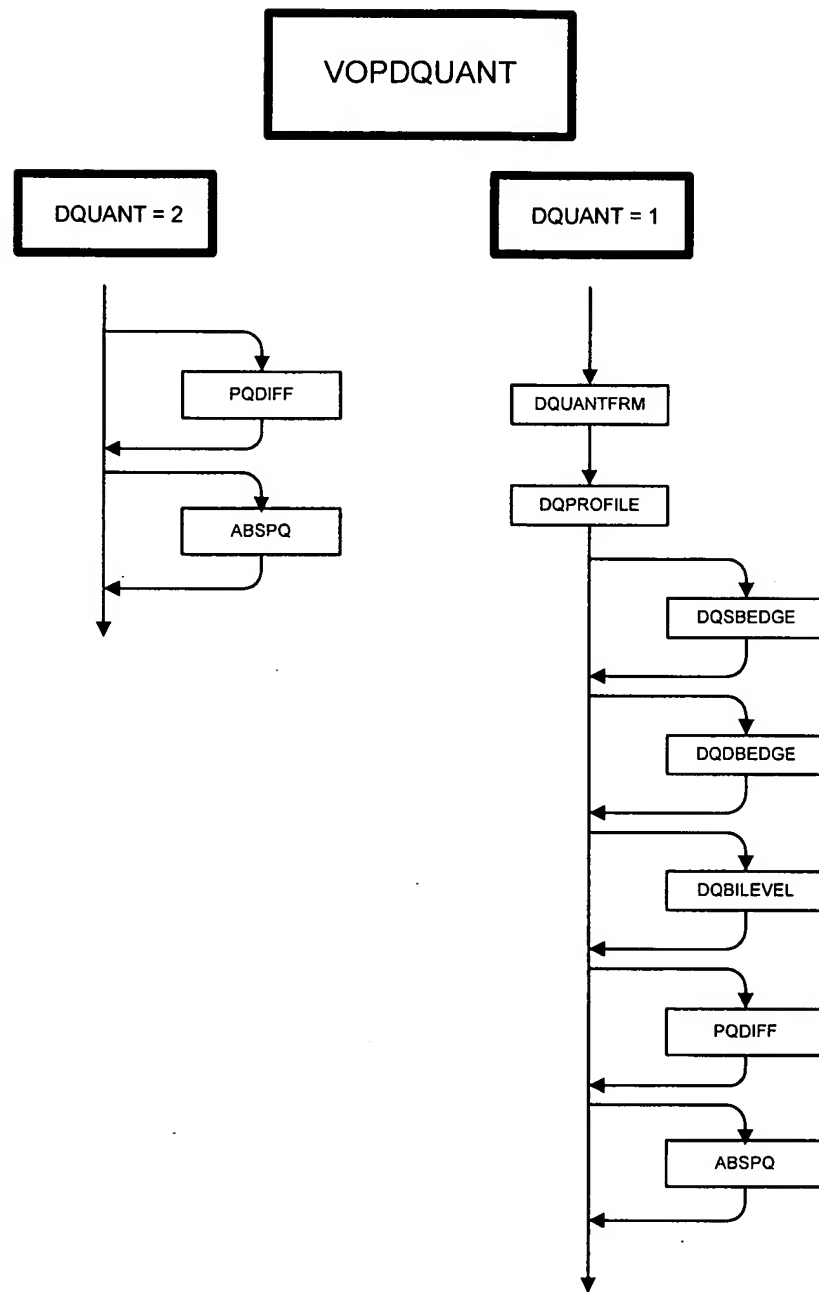 VOPDQUANT
DQUANT = 2
PQDIFF
ABSPQ
DQUANT = 1
DQUANTFRM
DQPROFILE
DQSBEDGE
DQDBEDGE
DQBILEVEL
PQDIFF
ABSPQ